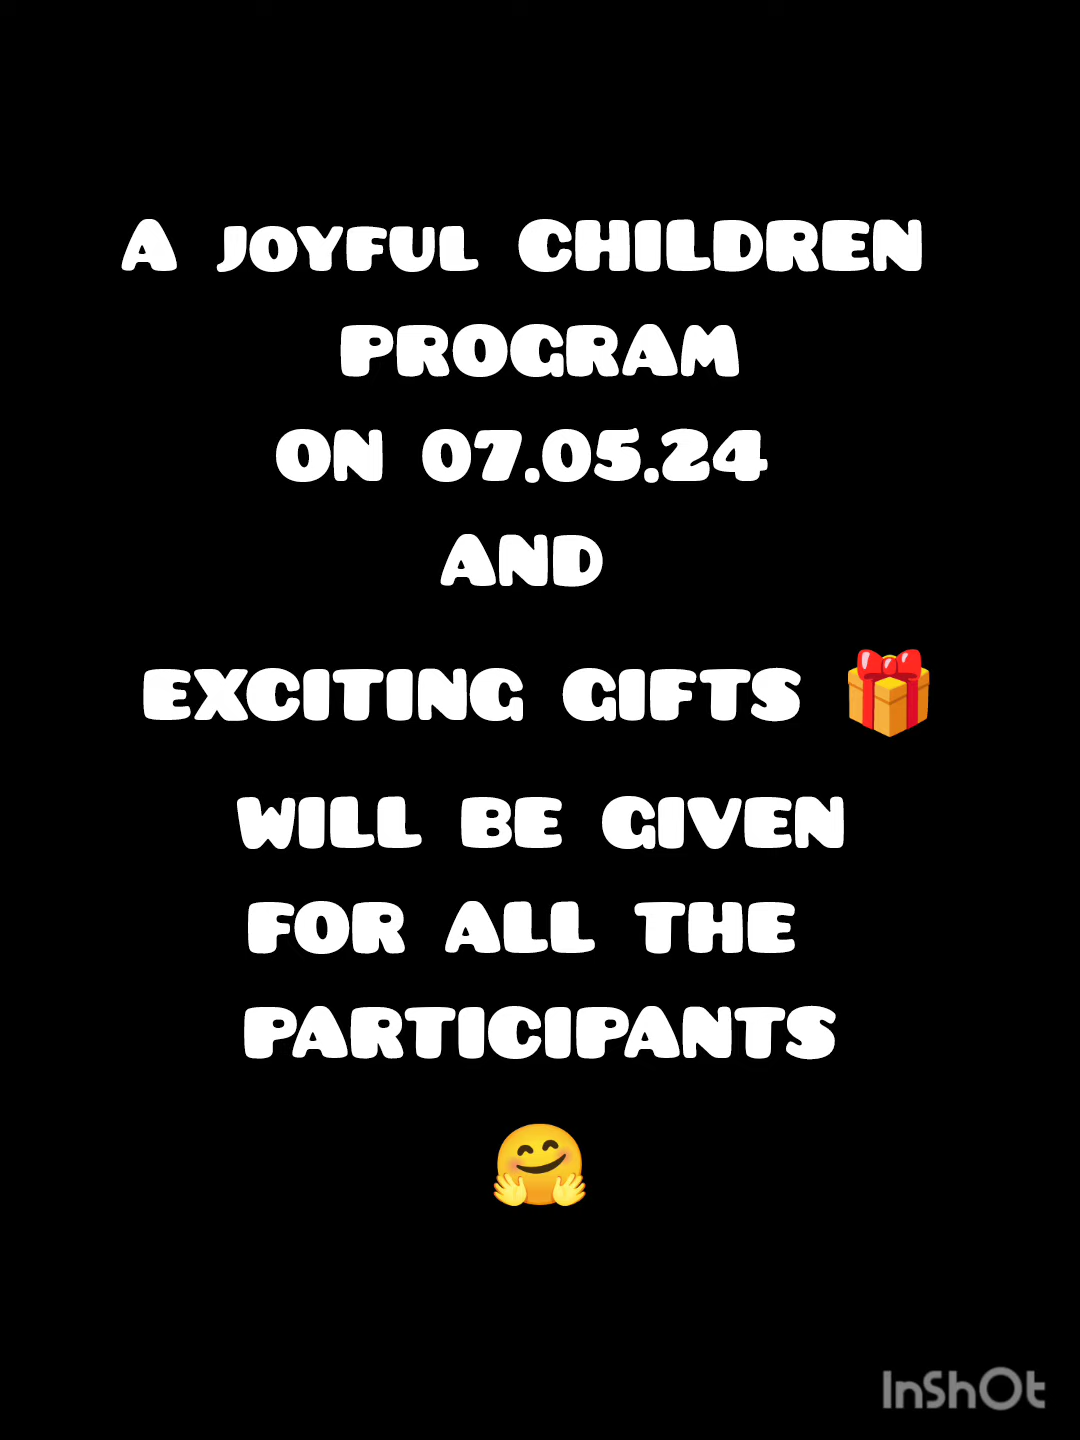 A JOYFUL CHILDREN
PROGRAM
ON 07.05.24
AND
EXCITING GIFTS 🎁
WILL BE GIVEN
FOR ALL THE
PARTICIPANTS
🤗
InShOt